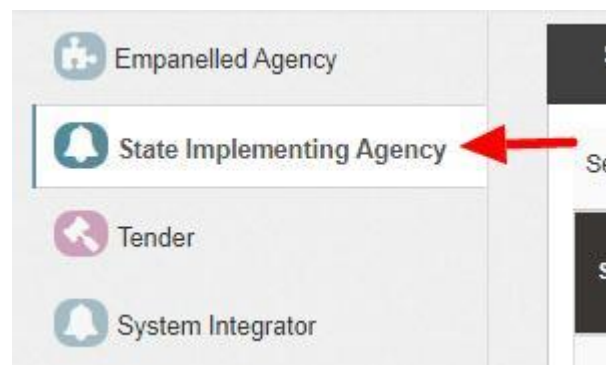 Empanelled Agency
State Implementing Agency
Tender
System Integrator